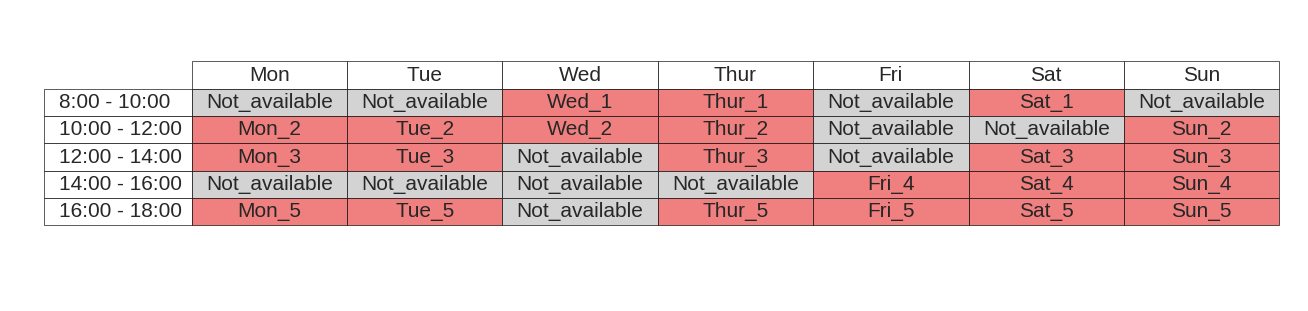 Mon Tue Wed Thur Fri Sat Sun
8:00 - 10:00 Not_available Not_available Wed_1 Thur_1 Not_available Sat_1 Not_available
10:00 - 12:00 Mon_2 Tue_2 Wed_2 Thur_2 Not_available Not_available Sun_2
12:00 - 14:00 Mon_3 Tue_3 Not_available Thur_3 Not_available Sat_3 Sun_3
14:00 - 16:00 Not_available Not_available Not_available Not_available Fri_4 Sat_4 Sun_4
16:00 - 18:00 Mon_5 Tue_5 Not_available Thur_5 Fri_5 Sat_5 Sun_5